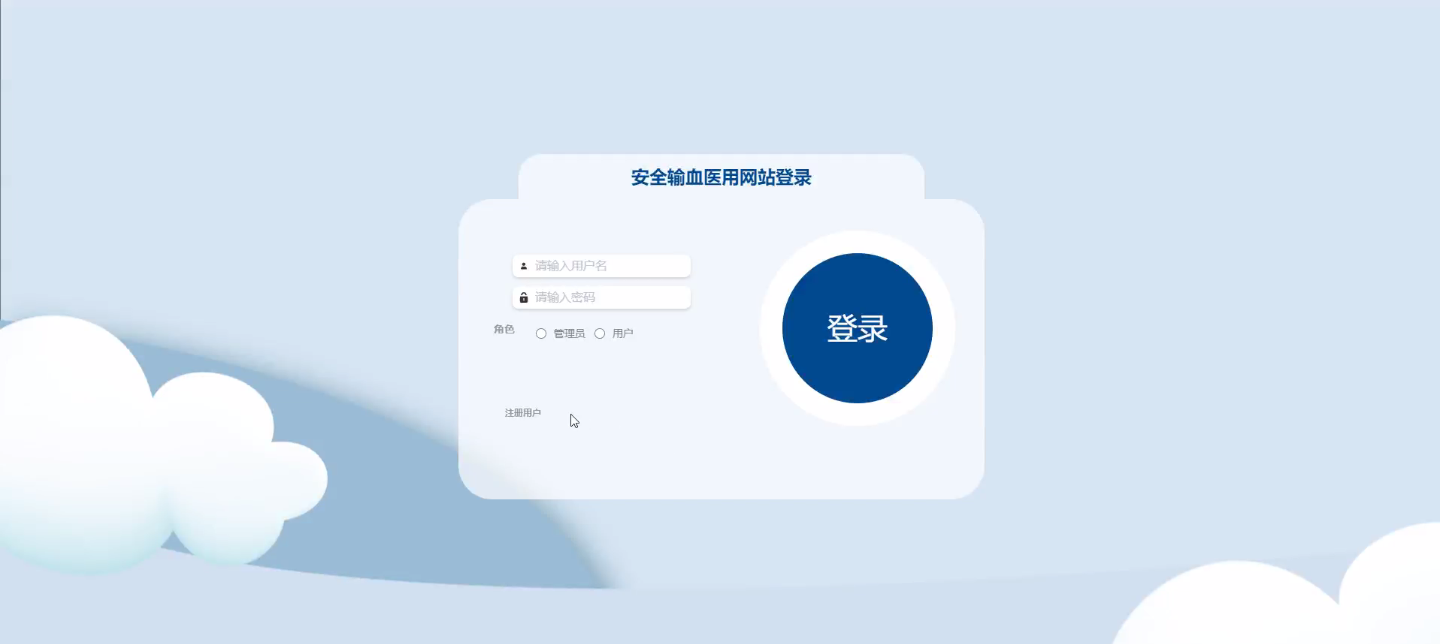 安全输血医用网站登录
请输入用户名
请输入密码
角色 管理员 用户
登录
注册用户